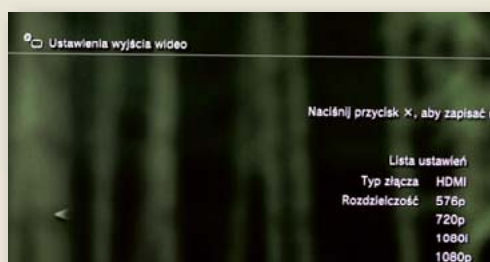 Ustawienia wyjścia wideo
Naciśnij przycisk ✕, aby zapisać
Lista ustawień
Typ złącza HDMI
Rozdzielczość 576p
720p
1080i
1080p